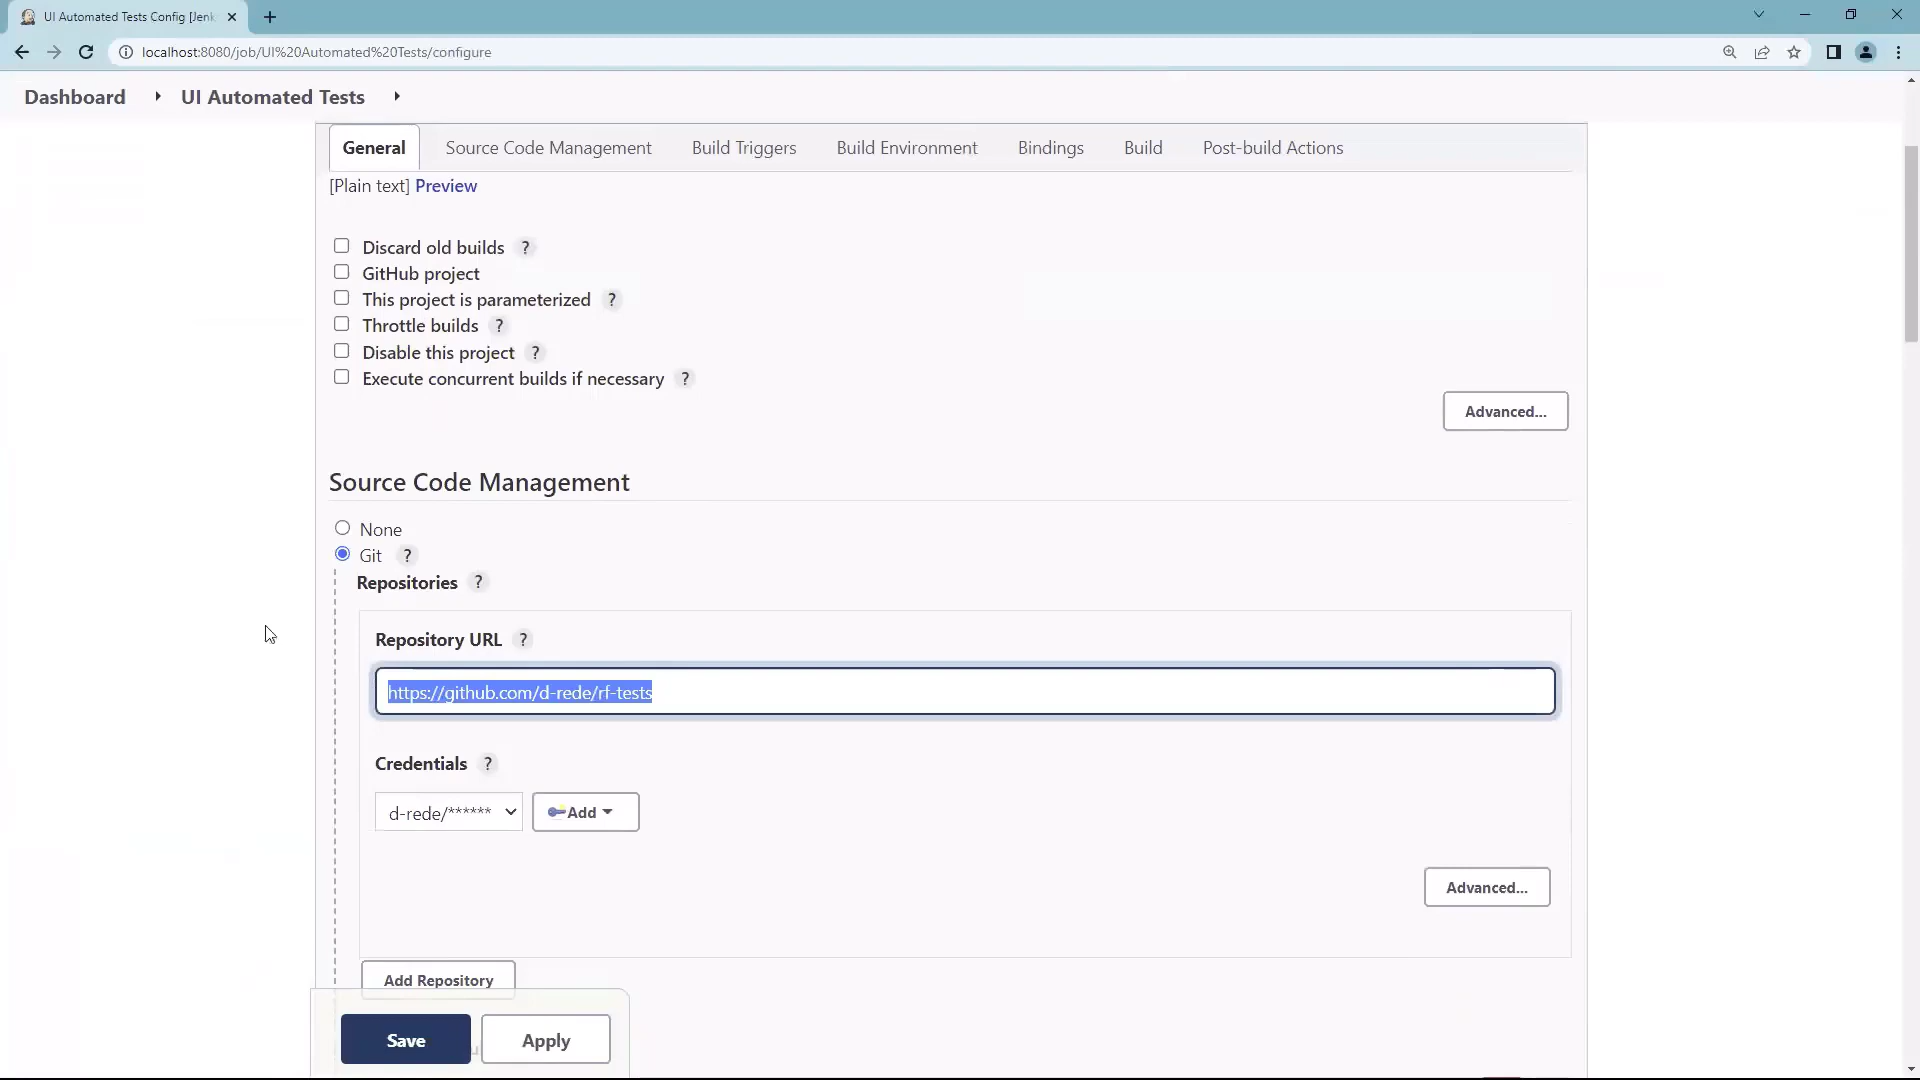 UI Automated Tests Config [Jenk
localhost:8080/job/UI%20Automated%20Tests/configure
Dashboard UI Automated Tests
General Source Code Management Build Triggers Build Environment Bindings Build Post-build Actions
[Plain text] Preview
Discard old builds ?
GitHub project
This project is parameterized ?
Throttle builds ?
Disable this project ?
Execute concurrent builds if necessary ?
Advanced...
Source Code Management
None
Git ?
Repositories ?
Repository URL ?
https://github.com/d-rede/rf-tests
Credentials ?
d-rede/****** Add
Advanced...
Add Repository
Save Apply